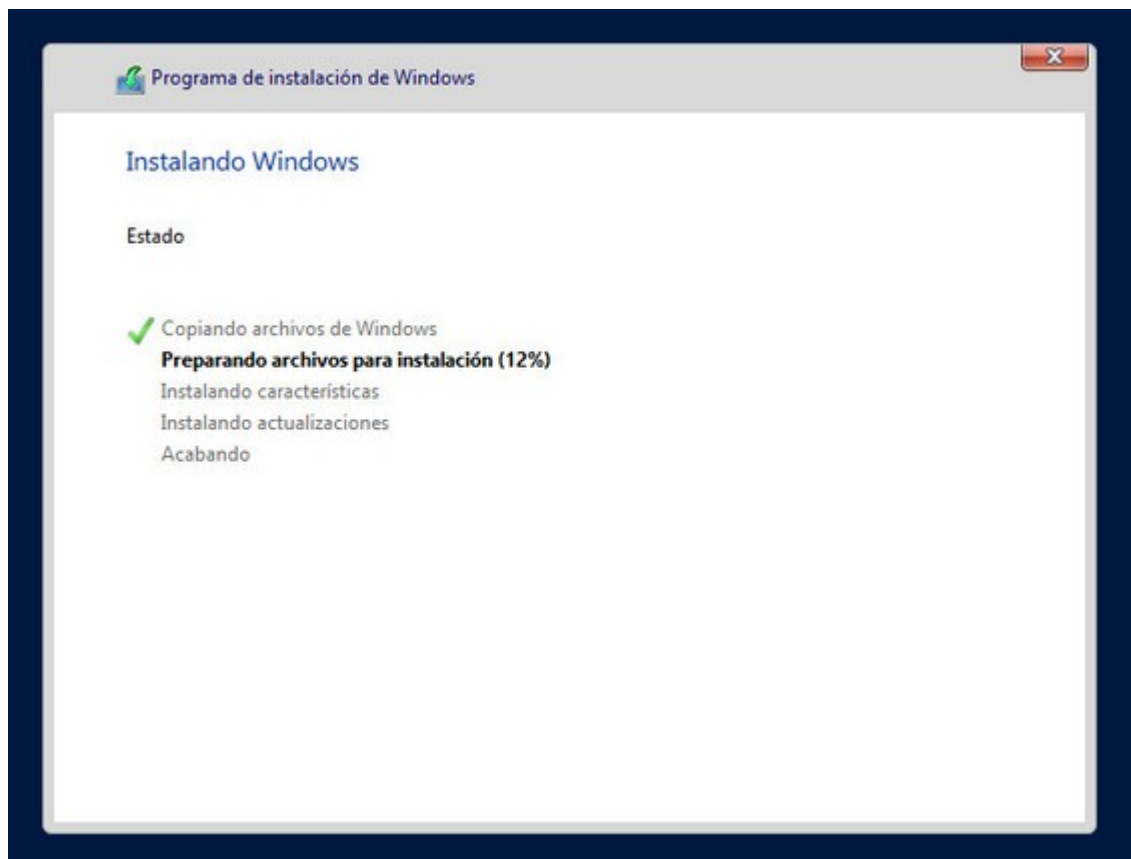 Programa de instalación de Windows
Instalando Windows
Estado
Copiando archivos de Windows
Preparando archivos para instalación (12%)
Instalando características
Instalando actualizaciones
Acabando